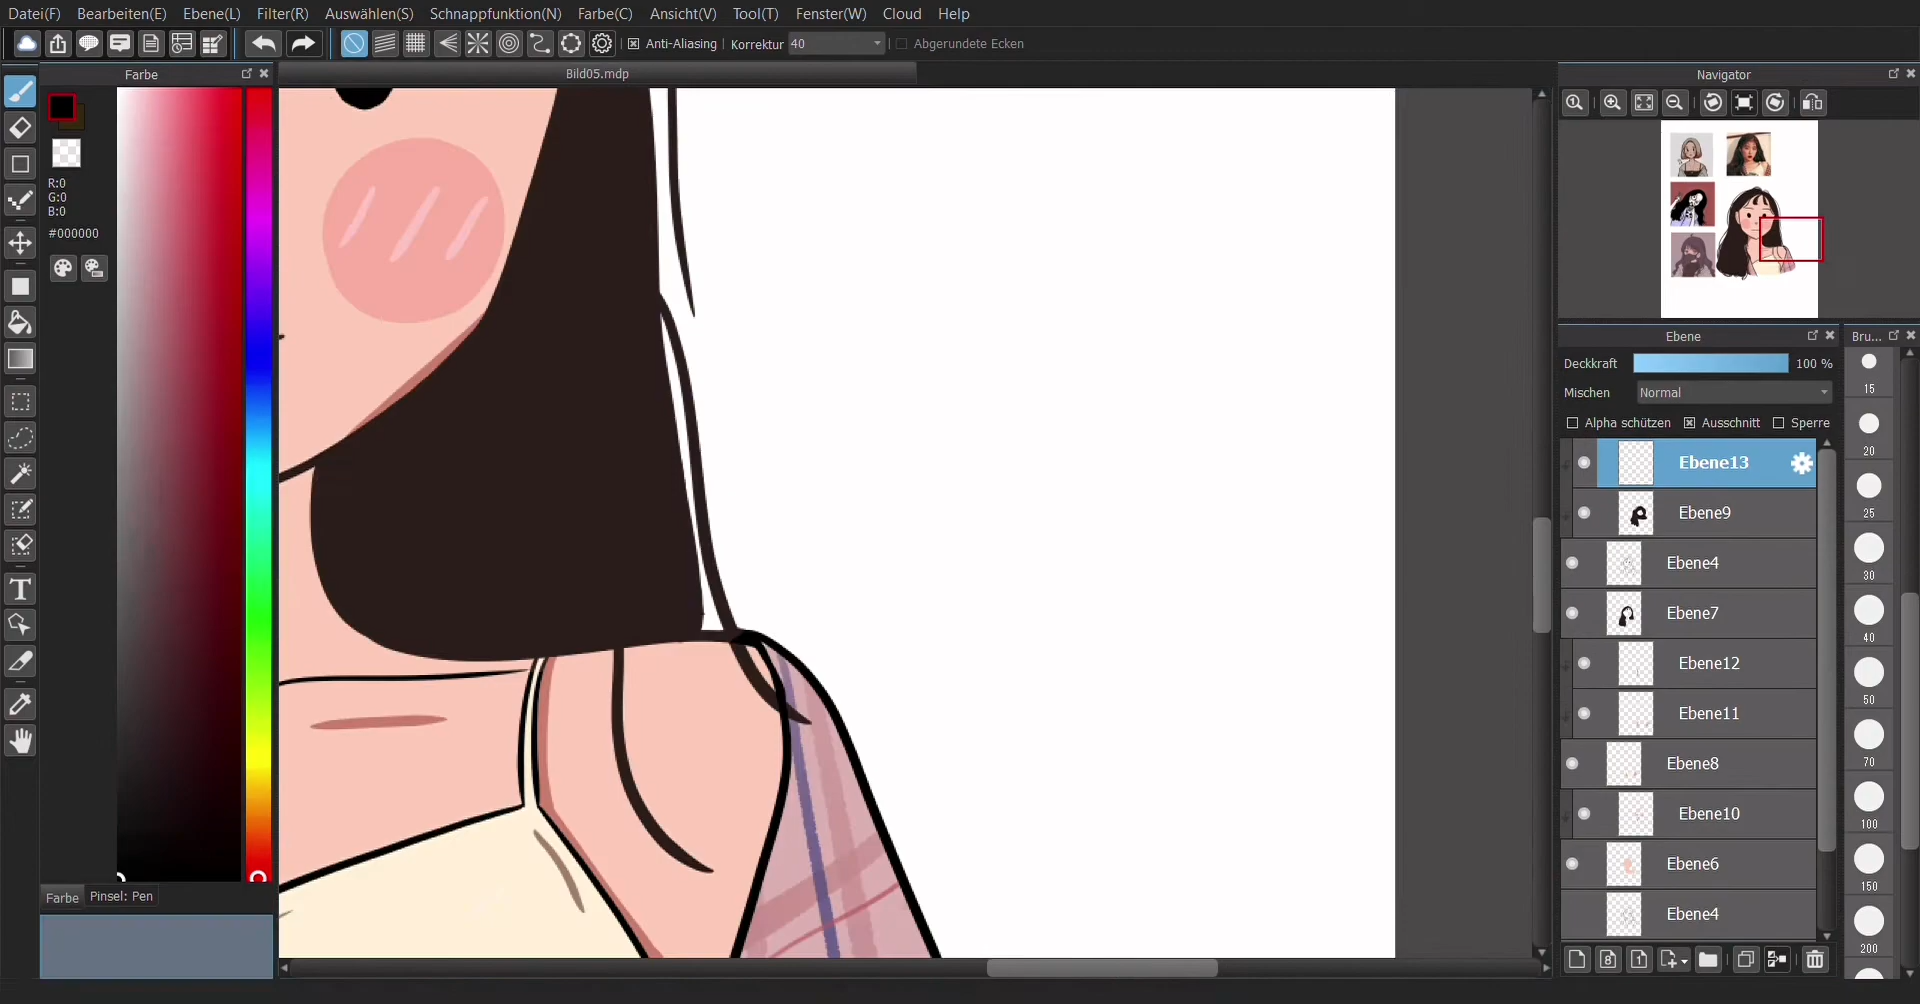 Datei(F) Bearbeiten(E) Ebene(L) Filter(R) Auswählen(S) Schnappfunktion(N) Farbe(C) Ansicht(V) Tool(T) Fenster(W) Cloud Help
Anti-Aliasing Korrektur 40 Abgerundete Ecken
Farbe
Bild05.mdp
Navigator
R:0
G:0
B:0
#000000
Ebene
Bru...
Deckkraft 100 %
Mischen Normal
Alpha schützen Ausschnitt Sperre
Ebene13
Ebene9
Ebene4
Ebene7
Ebene12
Ebene11
Ebene8
Ebene10
Ebene6
Ebene4
15
20
25
30
40
50
70
100
150
200
T
8
1
Farbe Pinsel: Pen